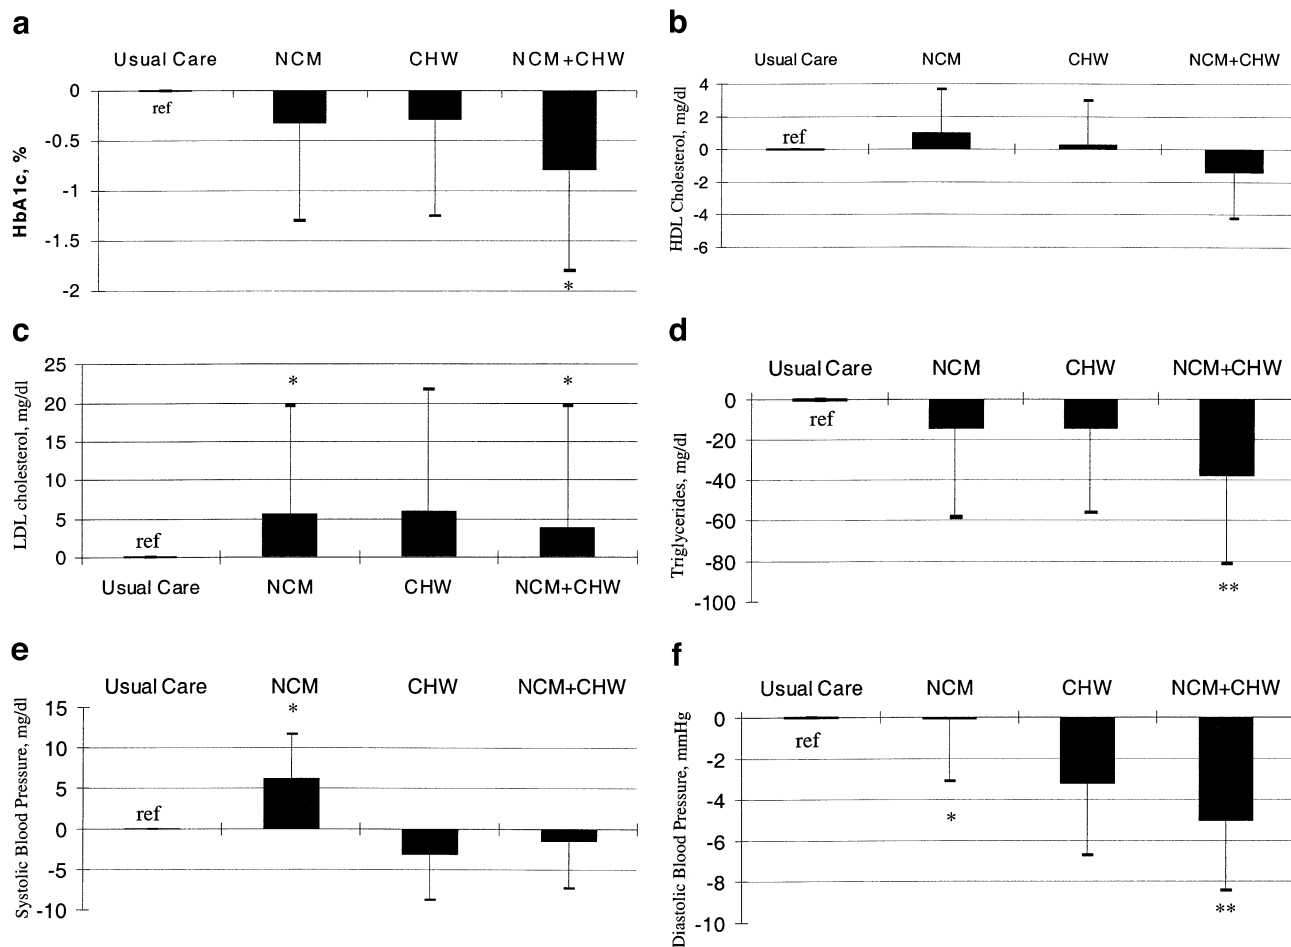 a
Usual Care NCM CHW NCM+CHW
0
ref
-0.5
-1
-1.5
-2
*
HbA1c, %
b
Usual Care NCM CHW NCM+CHW
4
2
ref
0
-2
-4
-6
HDL Cholesterol, mg/dl
c
25
* *
20
15
10
5
ref
0
Usual Care NCM CHW NCM+CHW
LDL cholesterol, mg/dl
d
Usual Care NCM CHW NCM+CHW
0
ref
-20
-40
-60
-80
**
-100
Triglycerides, mg/dl
e
Usual Care NCM CHW NCM+CHW
15
*
10
5
ref
0
-5
-10
Systolic Blood Pressure, mg/dl
f
Usual Care NCM CHW NCM+CHW
0
ref
-2
-4
*
-6
-8
**
-10
Diastolic Blood Pressure, mmHg